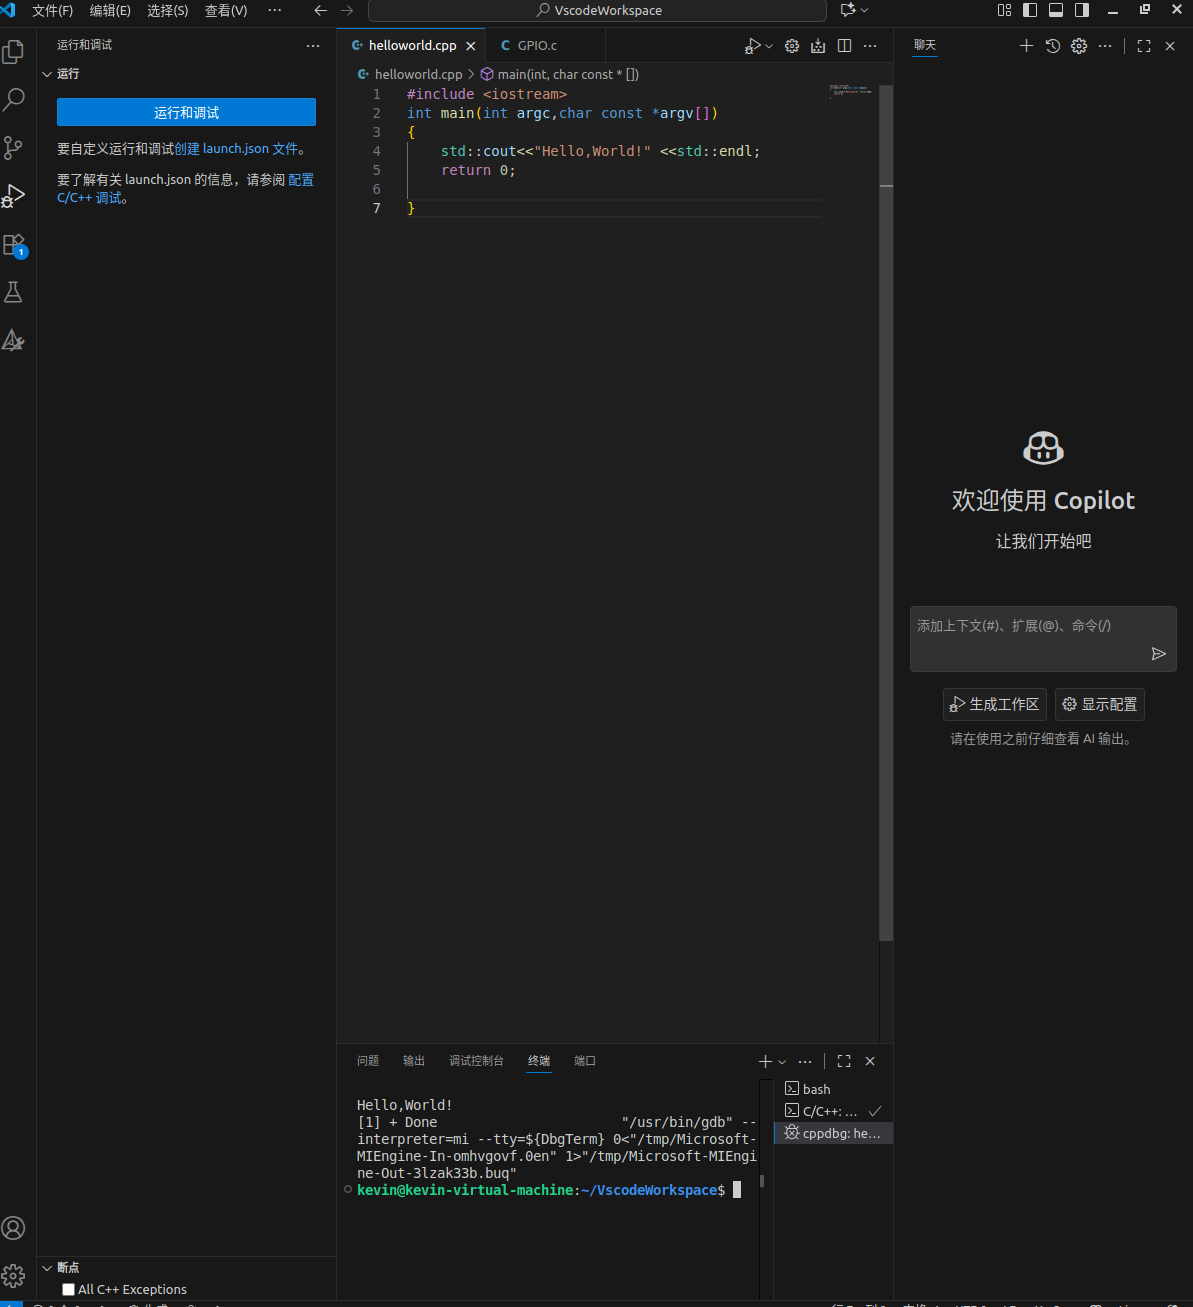 文件(F) 编辑(E) 选择(S) 查看(V) ··· VscodeWorkspace
运行和调试 ···
运行
运行和调试
要自定义运行和调试创建 launch.json 文件。
要了解有关 launch.json 的信息，请参阅 配置
C/C++ 调试。
1
helloworld.cpp
C GPIO.c
helloworld.cpp > main(int, char const * [])
1 #include <iostream>
2 int main(int argc,char const *argv[])
3 {
4 std::cout<<"Hello,World!" <<std::endl;
5 return 0;
6
7 }
聊天
欢迎使用 Copilot
让我们开始吧
添加上下文(#)、扩展(@)、命令(/)
生成工作区 显示配置
请在使用之前仔细查看 AI 输出。
问题 输出 调试控制台 终端 端口
Hello,World!
[1] + Done "/usr/bin/gdb" --
interpreter=mi --tty=${DbgTerm} 0<"/tmp/Microsoft-
MIEngine-In-omhvgovf.0en" 1>"/tmp/Microsoft-MIEngi
ne-Out-3lzak33b.buq"
kevin@kevin-virtual-machine:~/VscodeWorkspace$
bash
C/C++: ...
cppdbg: he...
断点
All C++ Exceptions